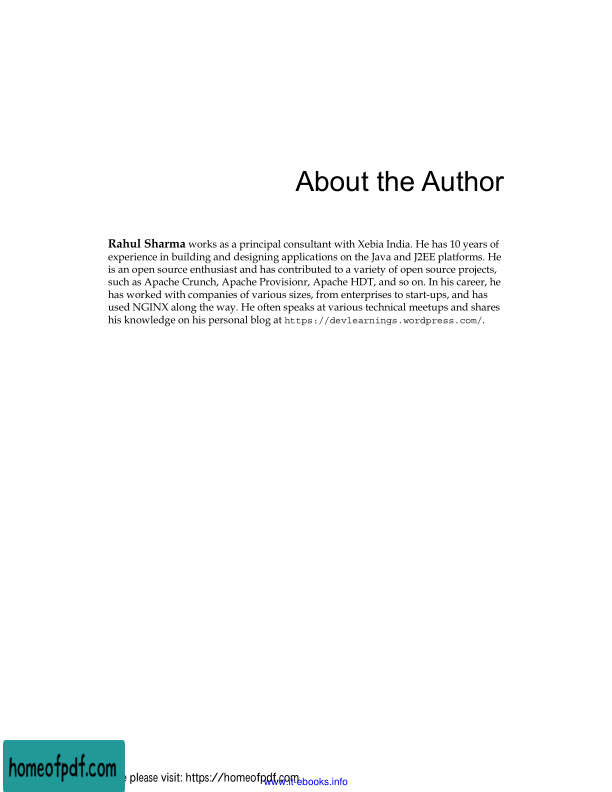 About the Author
Rahul Sharma works as a principal consultant with Xebia India. He has 10 years of
experience in building and designing applications on the Java and J2EE platforms. He
is an open source enthusiast and has contributed to a variety of open source projects,
such as Apache Crunch, Apache Provisionr, Apache HDT, and so on. In his career, he
has worked with companies of various sizes, from enterprises to start-ups, and has
used NGINX along the way. He often speaks at various technical meetups and shares
his knowledge on his personal blog at https://devlearnings.wordpress.com/.
homeofpdf.com
please visit: https://homeofpdf.com
www.it-ebooks.info